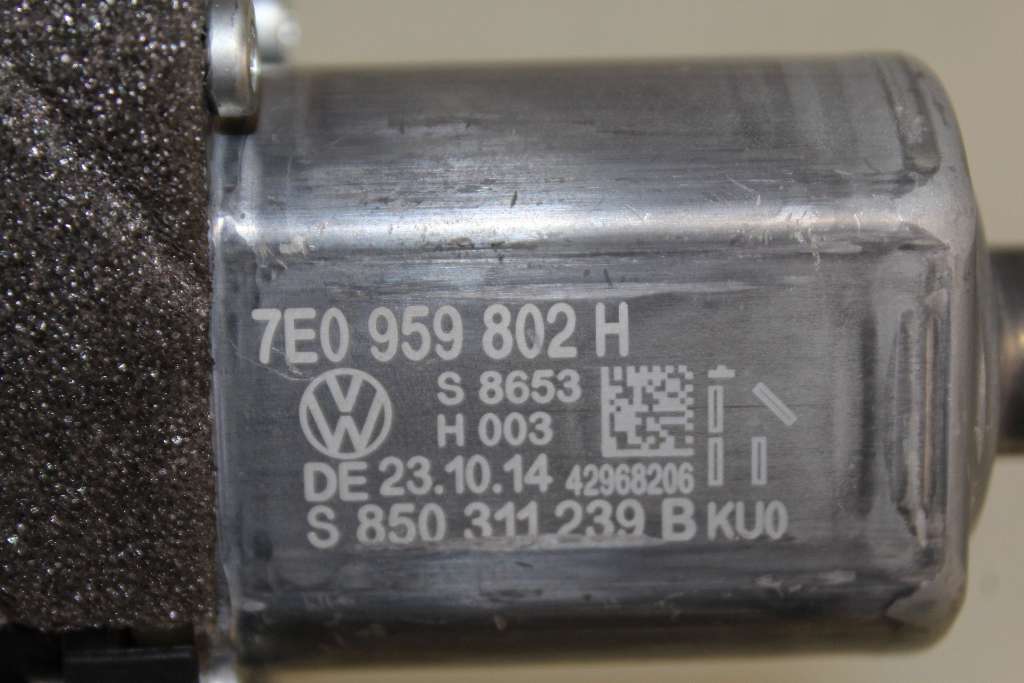 7E0 959 802 H
S 8653
H 003
DE 23.10.14 42968206
S 850 311 239 B KU0